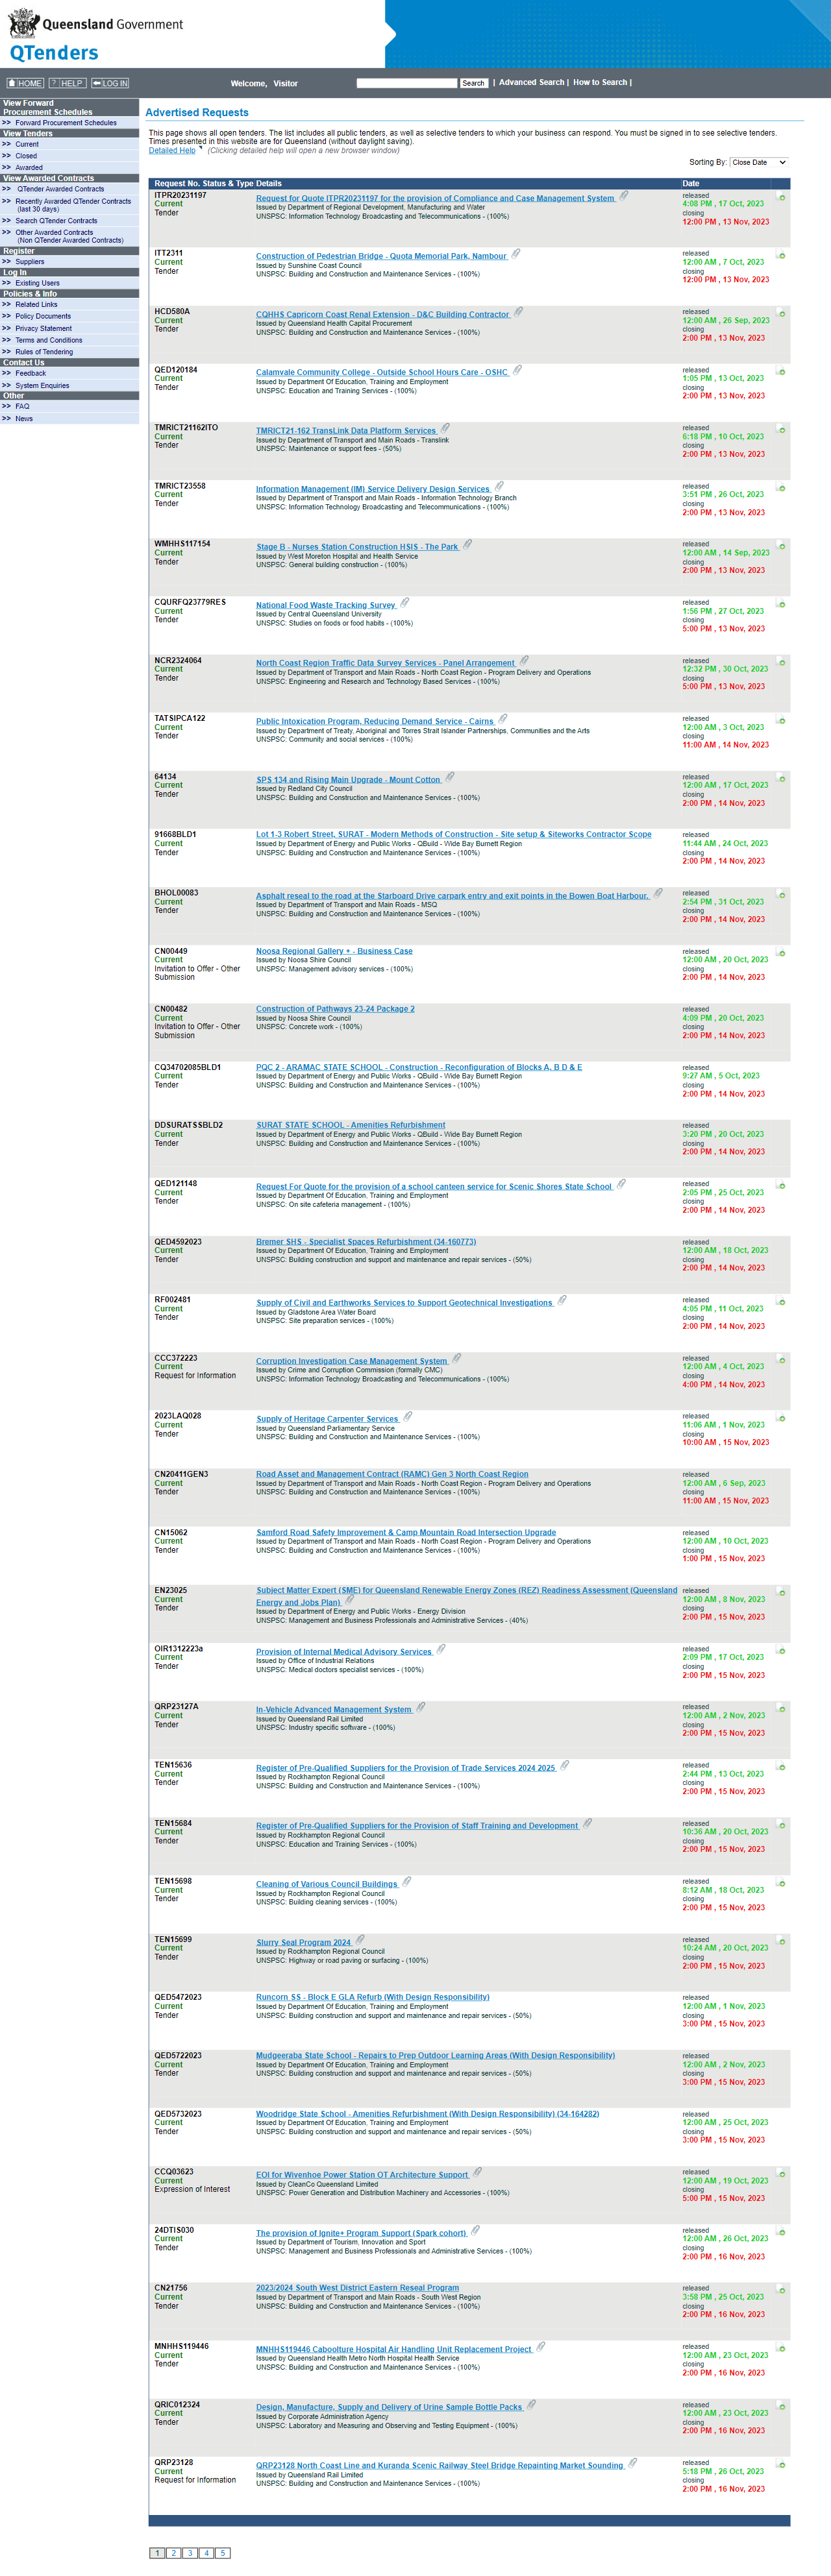 Queensland Government
QTenders
HOME ? HELP LOG IN
Welcome, Visitor
Search | Advanced Search | How to Search |
View Forward
Procurement Schedules
>> Forward Procurement Schedules
View Tenders
>> Current
>> Closed
>> Awarded
View Awarded Contracts
>> QTender Awarded Contracts
>> Recently Awarded QTender Contracts
(last 30 days)
>> Search QTender Contracts
>> Other Awarded Contracts
(Non QTender Awarded Contracts)
Register
>> Suppliers
Log In
>> Existing Users
Policies & Info
>> Related Links
>> Policy Documents
>> Privacy Statement
>> Terms and Conditions
>> Rules of Tendering
Contact Us
>> Feedback
>> System Enquiries
Other
>> FAQ
>> News
Advertised Requests
This page shows all open tenders. The list includes all public tenders, as well as selective tenders to which your business can respond. You must be signed in to see selective tenders.
Times presented in this website are for Queensland (without daylight saving).
Detailed Help (Clicking detailed help will open a new browser window)
Sorting By: Close Date
Request No. Status & Type Details Date
ITPR20231197
Current
Tender
Request for Quote ITPR20231197 for the provision of Compliance and Case Management System
Issued by Department of Regional Development, Manufacturing and Water
UNSPSC: Information Technology Broadcasting and Telecommunications - (100%)
released
4:08 PM , 17 Oct, 2023
closing
12:00 PM , 13 Nov, 2023
ITT2311
Current
Tender
Construction of Pedestrian Bridge - Quota Memorial Park, Nambour
Issued by Sunshine Coast Council
UNSPSC: Building and Construction and Maintenance Services - (100%)
released
12:00 AM , 7 Oct, 2023
closing
12:00 PM , 13 Nov, 2023
HCD580A
Current
Tender
CQHHS Capricorn Coast Renal Extension - D&C Building Contractor
Issued by Queensland Health Capital Procurement
UNSPSC: Building and Construction and Maintenance Services - (100%)
released
12:00 AM , 26 Sep, 2023
closing
2:00 PM , 13 Nov, 2023
QED120184
Current
Tender
Calamvale Community College - Outside School Hours Care - OSHC
Issued by Department Of Education, Training and Employment
UNSPSC: Education and Training Services - (100%)
released
1:05 PM , 13 Oct, 2023
closing
2:00 PM , 13 Nov, 2023
TMRICT21162ITO
Current
Tender
TMRICT21-162 TransLink Data Platform Services
Issued by Department of Transport and Main Roads - Translink
UNSPSC: Maintenance or support fees - (50%)
released
6:18 PM , 10 Oct, 2023
closing
2:00 PM , 13 Nov, 2023
TMRICT23558
Current
Tender
Information Management (IM) Service Delivery Design Services
Issued by Department of Transport and Main Roads - Information Technology Branch
UNSPSC: Information Technology Broadcasting and Telecommunications - (100%)
released
3:51 PM , 26 Oct, 2023
closing
2:00 PM , 13 Nov, 2023
WMHHS117154
Current
Tender
Stage B - Nurses Station Construction HSIS - The Park
Issued by West Moreton Hospital and Health Service
UNSPSC: General building construction - (100%)
released
12:00 AM , 14 Sep, 2023
closing
2:00 PM , 13 Nov, 2023
CQURFQ23779RES
Current
Tender
National Food Waste Tracking Survey
Issued by Central Queensland University
UNSPSC: Studies on foods or food habits - (100%)
released
1:56 PM , 27 Oct, 2023
closing
5:00 PM , 13 Nov, 2023
NCR2324064
Current
Tender
North Coast Region Traffic Data Survey Services - Panel Arrangement
Issued by Department of Transport and Main Roads - North Coast Region - Program Delivery and Operations
UNSPSC: Engineering and Research and Technology Based Services - (100%)
released
12:32 PM , 30 Oct, 2023
closing
5:00 PM , 13 Nov, 2023
TATSIPCA122
Current
Tender
Public Intoxication Program, Reducing Demand Service - Cairns
Issued by Department of Treaty, Aboriginal and Torres Strait Islander Partnerships, Communities and the Arts
UNSPSC: Community and social services - (100%)
released
12:00 AM , 3 Oct, 2023
closing
11:00 AM , 14 Nov, 2023
64134
Current
Tender
SPS 134 and Rising Main Upgrade - Mount Cotton
Issued by Redland City Council
UNSPSC: Building and Construction and Maintenance Services - (100%)
released
12:00 AM , 17 Oct, 2023
closing
2:00 PM , 14 Nov, 2023
91668BLD1
Current
Tender
Lot 1-3 Robert Street, SURAT - Modern Methods of Construction - Site setup & Siteworks Contractor Scope
Issued by Department of Energy and Public Works - QBuild - Wide Bay Burnett Region
UNSPSC: Building and Construction and Maintenance Services - (100%)
released
11:44 AM , 24 Oct, 2023
closing
2:00 PM , 14 Nov, 2023
BHOL00083
Current
Tender
Asphalt reseal to the road at the Starboard Drive carpark entry and exit points in the Bowen Boat Harbour.
Issued by Department of Transport and Main Roads - MSQ
UNSPSC: Building and Construction and Maintenance Services - (100%)
released
2:54 PM , 31 Oct, 2023
closing
2:00 PM , 14 Nov, 2023
CN00449
Current
Invitation to Offer - Other
Submission
Noosa Regional Gallery + - Business Case
Issued by Noosa Shire Council
UNSPSC: Management advisory services - (100%)
released
12:00 AM , 20 Oct, 2023
closing
2:00 PM , 14 Nov, 2023
CN00482
Current
Invitation to Offer - Other
Submission
Construction of Pathways 23-24 Package 2
Issued by Noosa Shire Council
UNSPSC: Concrete work - (100%)
released
4:09 PM , 20 Oct, 2023
closing
2:00 PM , 14 Nov, 2023
CQ34702085BLD1
Current
Tender
PQC 2 - ARAMAC STATE SCHOOL - Construction - Reconfiguration of Blocks A, B D & E
Issued by Department of Energy and Public Works - QBuild - Wide Bay Burnett Region
UNSPSC: Building and Construction and Maintenance Services - (100%)
released
9:27 AM , 5 Oct, 2023
closing
2:00 PM , 14 Nov, 2023
DDSURATSSBLD2
Current
Tender
SURAT STATE SCHOOL - Amenities Refurbishment
Issued by Department of Energy and Public Works - QBuild - Wide Bay Burnett Region
UNSPSC: Building and Construction and Maintenance Services - (100%)
released
3:20 PM , 20 Oct, 2023
closing
2:00 PM , 14 Nov, 2023
QED121148
Current
Tender
Request For Quote for the provision of a school canteen service for Scenic Shores State School
Issued by Department Of Education, Training and Employment
UNSPSC: On site cafeteria management - (100%)
released
2:05 PM , 25 Oct, 2023
closing
2:00 PM , 14 Nov, 2023
QED4592023
Current
Tender
Bremer SHS - Specialist Spaces Refurbishment (34-160773)
Issued by Department Of Education, Training and Employment
UNSPSC: Building construction and support and maintenance and repair services - (50%)
released
12:00 AM , 18 Oct, 2023
closing
2:00 PM , 14 Nov, 2023
RF002481
Current
Tender
Supply of Civil and Earthworks Services to Support Geotechnical Investigations
Issued by Gladstone Area Water Board
UNSPSC: Site preparation services - (100%)
released
4:05 PM , 11 Oct, 2023
closing
2:00 PM , 14 Nov, 2023
CCC372223
Current
Request for Information
Corruption Investigation Case Management System
Issued by Crime and Corruption Commission (formally CMC)
UNSPSC: Information Technology Broadcasting and Telecommunications - (100%)
released
12:00 AM , 4 Oct, 2023
closing
4:00 PM , 14 Nov, 2023
2023LAQ028
Current
Tender
Supply of Heritage Carpenter Services
Issued by Queensland Parliamentary Service
UNSPSC: Building and Construction and Maintenance Services - (100%)
released
11:06 AM , 1 Nov, 2023
closing
10:00 AM , 15 Nov, 2023
CN20411GEN3
Current
Tender
Road Asset and Management Contract (RAMC) Gen 3 North Coast Region
Issued by Department of Transport and Main Roads - North Coast Region - Program Delivery and Operations
UNSPSC: Building and Construction and Maintenance Services - (100%)
released
12:00 AM , 6 Sep, 2023
closing
11:00 AM , 15 Nov, 2023
CN15062
Current
Tender
Samford Road Safety Improvement & Camp Mountain Road Intersection Upgrade
Issued by Department of Transport and Main Roads - North Coast Region - Program Delivery and Operations
UNSPSC: Building and Construction and Maintenance Services - (100%)
released
12:00 AM , 10 Oct, 2023
closing
1:00 PM , 15 Nov, 2023
EN23025
Current
Tender
Subject Matter Expert (SME) for Queensland Renewable Energy Zones (REZ) Readiness Assessment (Queensland
Energy and Jobs Plan)
Issued by Department of Energy and Public Works - Energy Division
UNSPSC: Management and Business Professionals and Administrative Services - (40%)
released
12:00 AM , 8 Nov, 2023
closing
2:00 PM , 15 Nov, 2023
OIR1312223a
Current
Tender
Provision of Internal Medical Advisory Services
Issued by Office of Industrial Relations
UNSPSC: Medical doctors specialist services - (100%)
released
2:09 PM , 17 Oct, 2023
closing
2:00 PM , 15 Nov, 2023
QRP23127A
Current
Tender
In-Vehicle Advanced Management System
Issued by Queensland Rail Limited
UNSPSC: Industry specific software - (100%)
released
12:00 AM , 2 Nov, 2023
closing
2:00 PM , 15 Nov, 2023
TEN15636
Current
Tender
Register of Pre-Qualified Suppliers for the Provision of Trade Services 2024 2025
Issued by Rockhampton Regional Council
UNSPSC: Building and Construction and Maintenance Services - (100%)
released
2:44 PM , 13 Oct, 2023
closing
2:00 PM , 15 Nov, 2023
TEN15684
Current
Tender
Register of Pre-Qualified Suppliers for the Provision of Staff Training and Development
Issued by Rockhampton Regional Council
UNSPSC: Education and Training Services - (100%)
released
10:36 AM , 20 Oct, 2023
closing
2:00 PM , 15 Nov, 2023
TEN15698
Current
Tender
Cleaning of Various Council Buildings
Issued by Rockhampton Regional Council
UNSPSC: Building cleaning services - (100%)
released
8:12 AM , 18 Oct, 2023
closing
2:00 PM , 15 Nov, 2023
TEN15699
Current
Tender
Slurry Seal Program 2024
Issued by Rockhampton Regional Council
UNSPSC: Highway or road paving or surfacing - (100%)
released
10:24 AM , 20 Oct, 2023
closing
2:00 PM , 15 Nov, 2023
QED5472023
Current
Tender
Runcorn SS - Block E GLA Refurb (With Design Responsibility)
Issued by Department Of Education, Training and Employment
UNSPSC: Building construction and support and maintenance and repair services - (50%)
released
12:00 AM , 1 Nov, 2023
closing
3:00 PM , 15 Nov, 2023
QED5722023
Current
Tender
Mudgeeraba State School - Repairs to Prep Outdoor Learning Areas (With Design Responsibility)
Issued by Department Of Education, Training and Employment
UNSPSC: Building construction and support and maintenance and repair services - (50%)
released
12:00 AM , 2 Nov, 2023
closing
3:00 PM , 15 Nov, 2023
QED5732023
Current
Tender
Woodridge State School - Amenities Refurbishment (With Design Responsibility) (34-164282)
Issued by Department Of Education, Training and Employment
UNSPSC: Building construction and support and maintenance and repair services - (50%)
released
12:00 AM , 25 Oct, 2023
closing
3:00 PM , 15 Nov, 2023
CCQ03623
Current
Expression of Interest
EOI for Wivenhoe Power Station OT Architecture Support
Issued by CleanCo Queensland Limited
UNSPSC: Power Generation and Distribution Machinery and Accessories - (100%)
released
12:00 AM , 19 Oct, 2023
closing
5:00 PM , 15 Nov, 2023
24DTIS030
Current
Tender
The provision of Ignite+ Program Support (Spark cohort)
Issued by Department of Tourism, Innovation and Sport
UNSPSC: Management and Business Professionals and Administrative Services - (100%)
released
12:00 AM , 26 Oct, 2023
closing
2:00 PM , 16 Nov, 2023
CN21756
Current
Tender
2023/2024 South West District Eastern Reseal Program
Issued by Department of Transport and Main Roads - South West Region
UNSPSC: Building and Construction and Maintenance Services - (100%)
released
3:58 PM , 25 Oct, 2023
closing
2:00 PM , 16 Nov, 2023
MNHHS119446
Current
Tender
MNHHS119446 Caboolture Hospital Air Handling Unit Replacement Project
Issued by Queensland Health Metro North Hospital Health Service
UNSPSC: Building and Construction and Maintenance Services - (100%)
released
12:00 AM , 23 Oct, 2023
closing
2:00 PM , 16 Nov, 2023
QRIC012324
Current
Tender
Design, Manufacture, Supply and Delivery of Urine Sample Bottle Packs
Issued by Corporate Administration Agency
UNSPSC: Laboratory and Measuring and Observing and Testing Equipment - (100%)
released
12:00 AM , 23 Oct, 2023
closing
2:00 PM , 16 Nov, 2023
QRP23128
Current
Request for Information
QRP23128 North Coast Line and Kuranda Scenic Railway Steel Bridge Repainting Market Sounding
Issued by Queensland Rail Limited
UNSPSC: Building and Construction and Maintenance Services - (100%)
released
5:18 PM , 26 Oct, 2023
closing
2:00 PM , 16 Nov, 2023
1 2 3 4 5